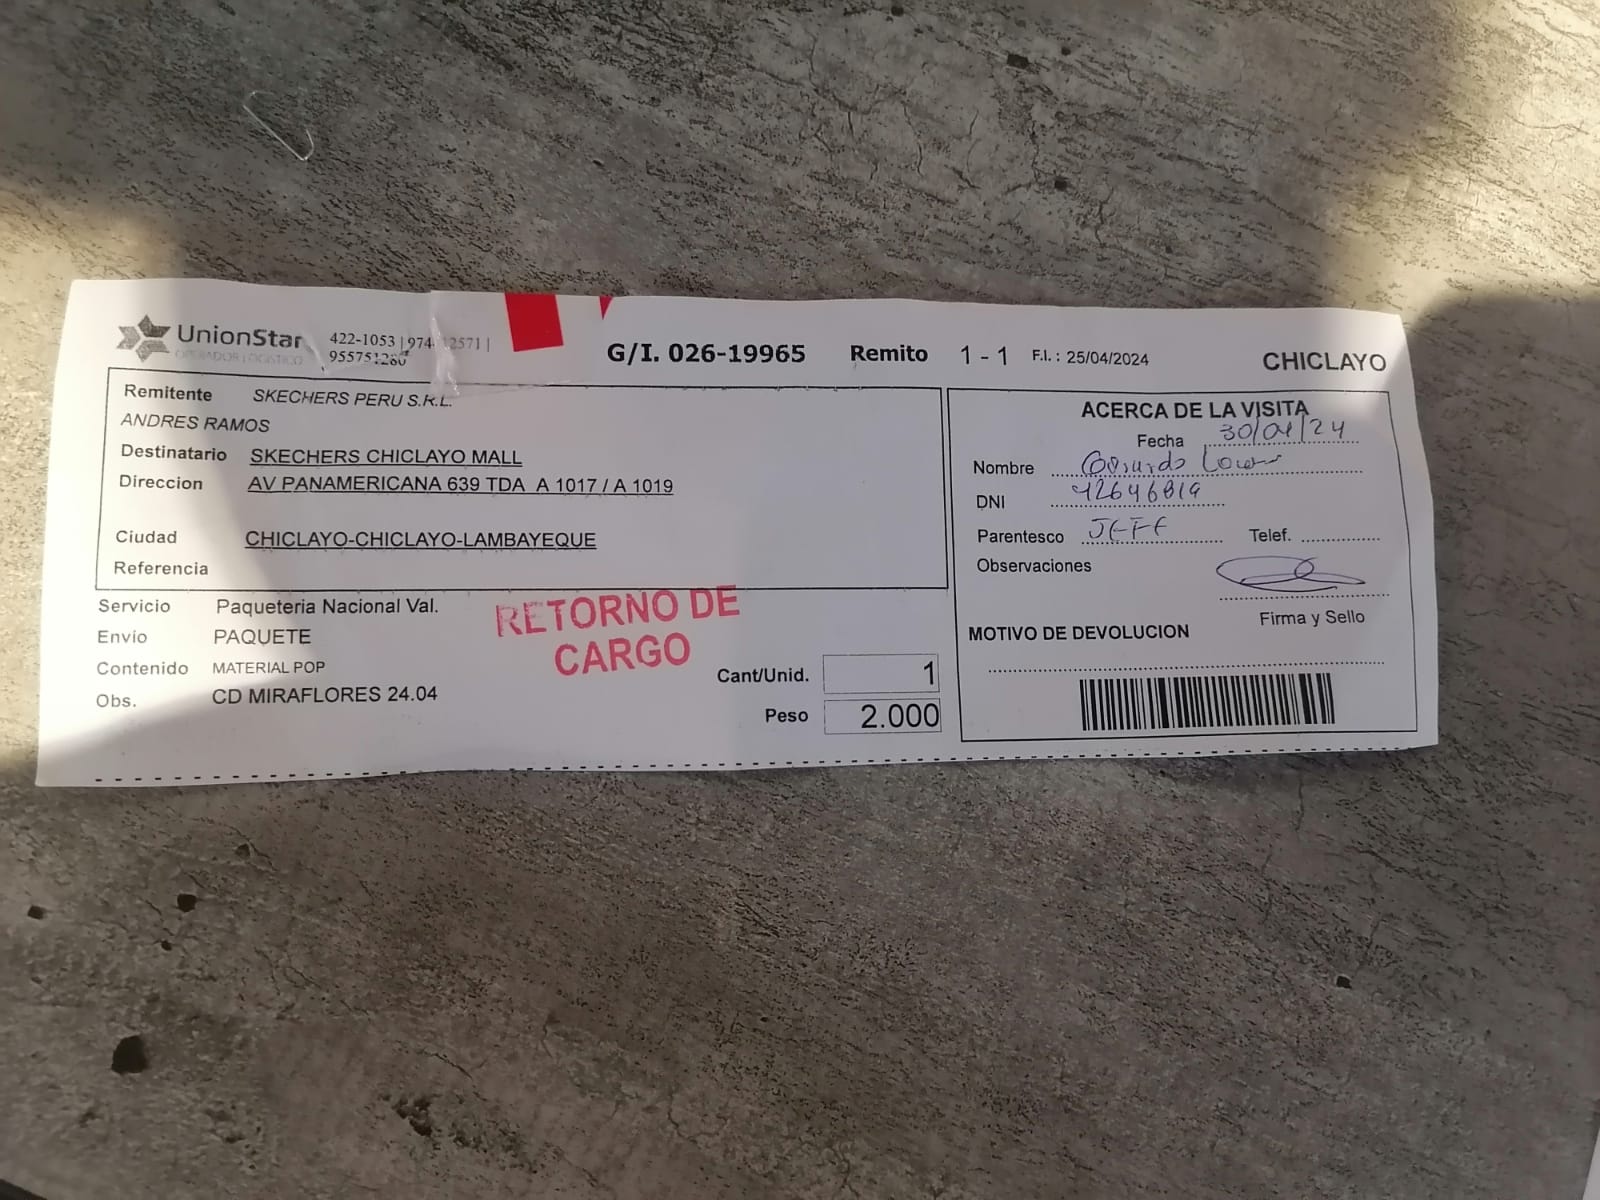 UnionStar
OPERADOR LOGISTICO
422-1053 | 974 2571 |
955751280
G/I. 026-19965 Remito 1 - 1 F.I. : 25/04/2024 CHICLAYO
Remitente SKECHERS PERU S.R.L.
ANDRES RAMOS
Destinatario SKECHERS CHICLAYO MALL
Direccion AV PANAMERICANA 639 TDA A 1017 / A 1019
Ciudad CHICLAYO-CHICLAYO-LAMBAYEQUE
Referencia
Servicio Paqueteria Nacional Val.
Envio PAQUETE
Contenido MATERIAL POP
Obs. CD MIRAFLORES 24.04
RETORNO DE
CARGO
Cant/Unid. 1
Peso 2.000
ACERCA DE LA VISITA
Fecha 30/04/24
Nombre
DNI
Parentesco JEFE Telef.
Observaciones
Firma y Sello
MOTIVO DE DEVOLUCION